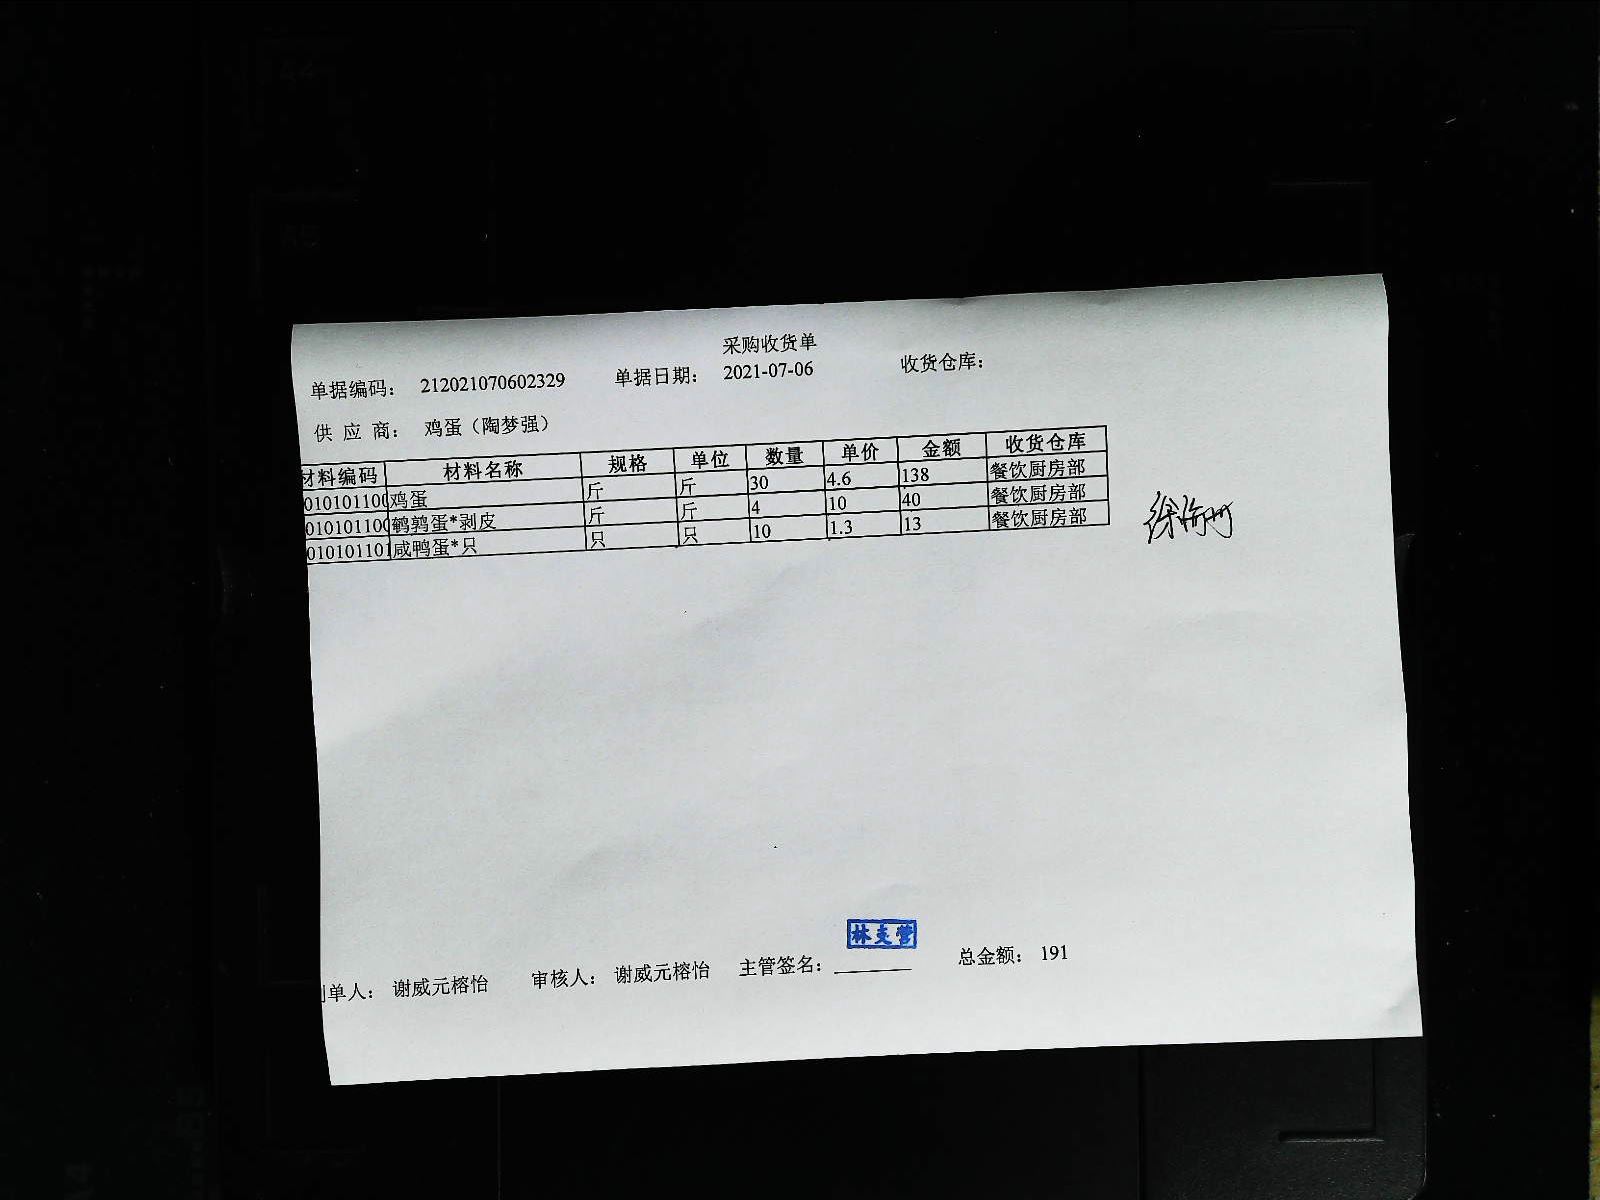 采购收货单
单据编码： 212021070602329 单据日期： 2021-07-06 收货仓库：
供 应 商： 鸡蛋（陶梦强）
材料编码 材料名称 规格 单位 数量 单价 金额 收货仓库
010101100 鸡蛋 斤 斤 30 4.6 138 餐饮厨房部
010101100 鹌鹑蛋*剥皮 斤 斤 4 10 40 餐饮厨房部
010101101 咸鸭蛋*只 只 只 10 1.3 13 餐饮厨房部
林支营
单人： 谢威元榕怡 审核人： 谢威元榕怡 主管签名： 总金额： 191